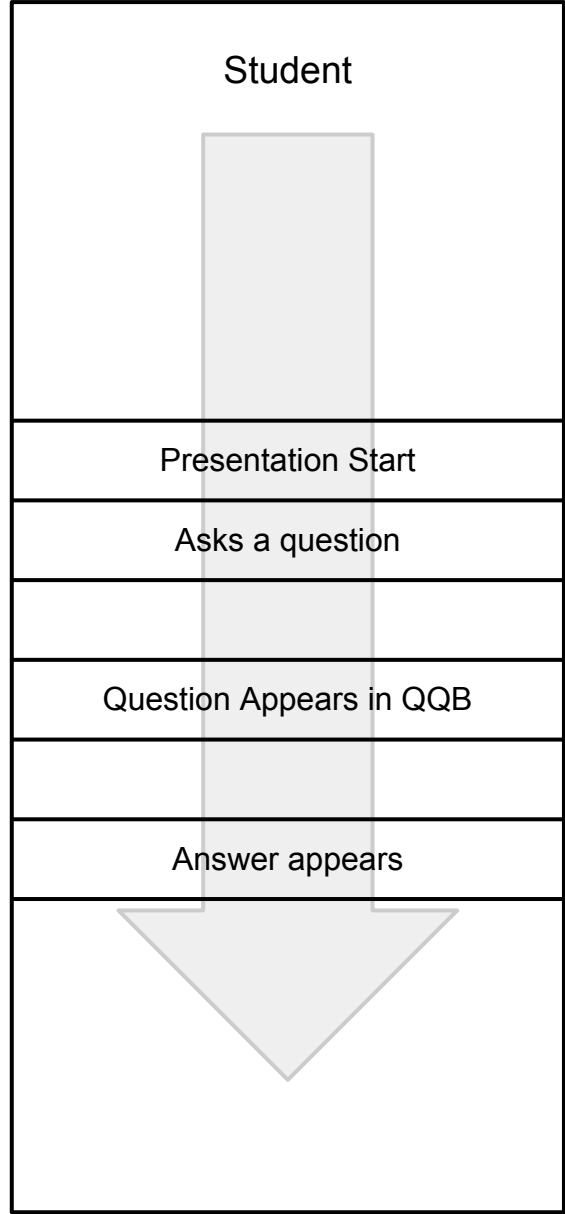 Student
Presentation Start
Asks a question
Question Appears in QQB
Answer appears